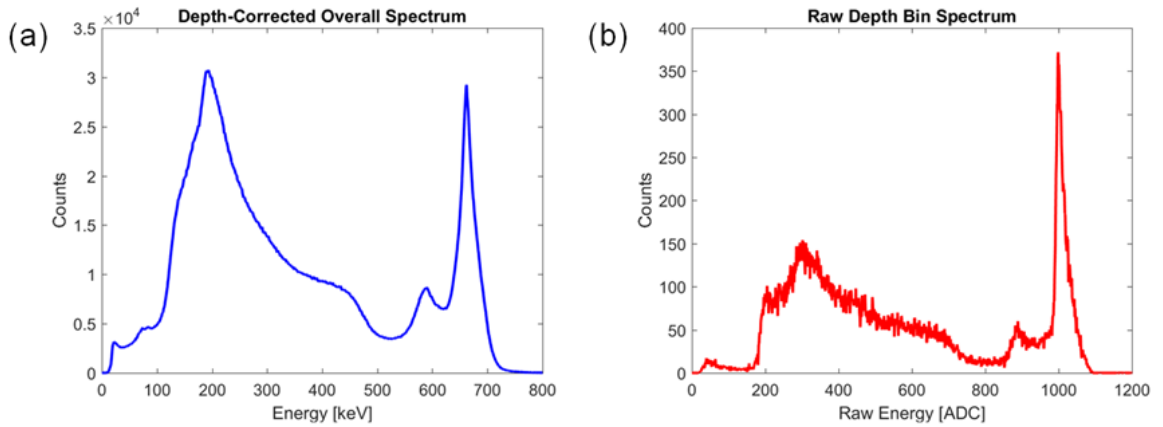 (a)
Depth-Corrected Overall Spectrum
×10⁴
3.5
3
2.5
2
1.5
1
0.5
0
Counts
0 100 200 300 400 500 600 700 800
Energy [keV]
(b)
Raw Depth Bin Spectrum
400
350
300
250
200
150
100
50
0
Counts
0 200 400 600 800 1000 1200
Raw Energy [ADC]